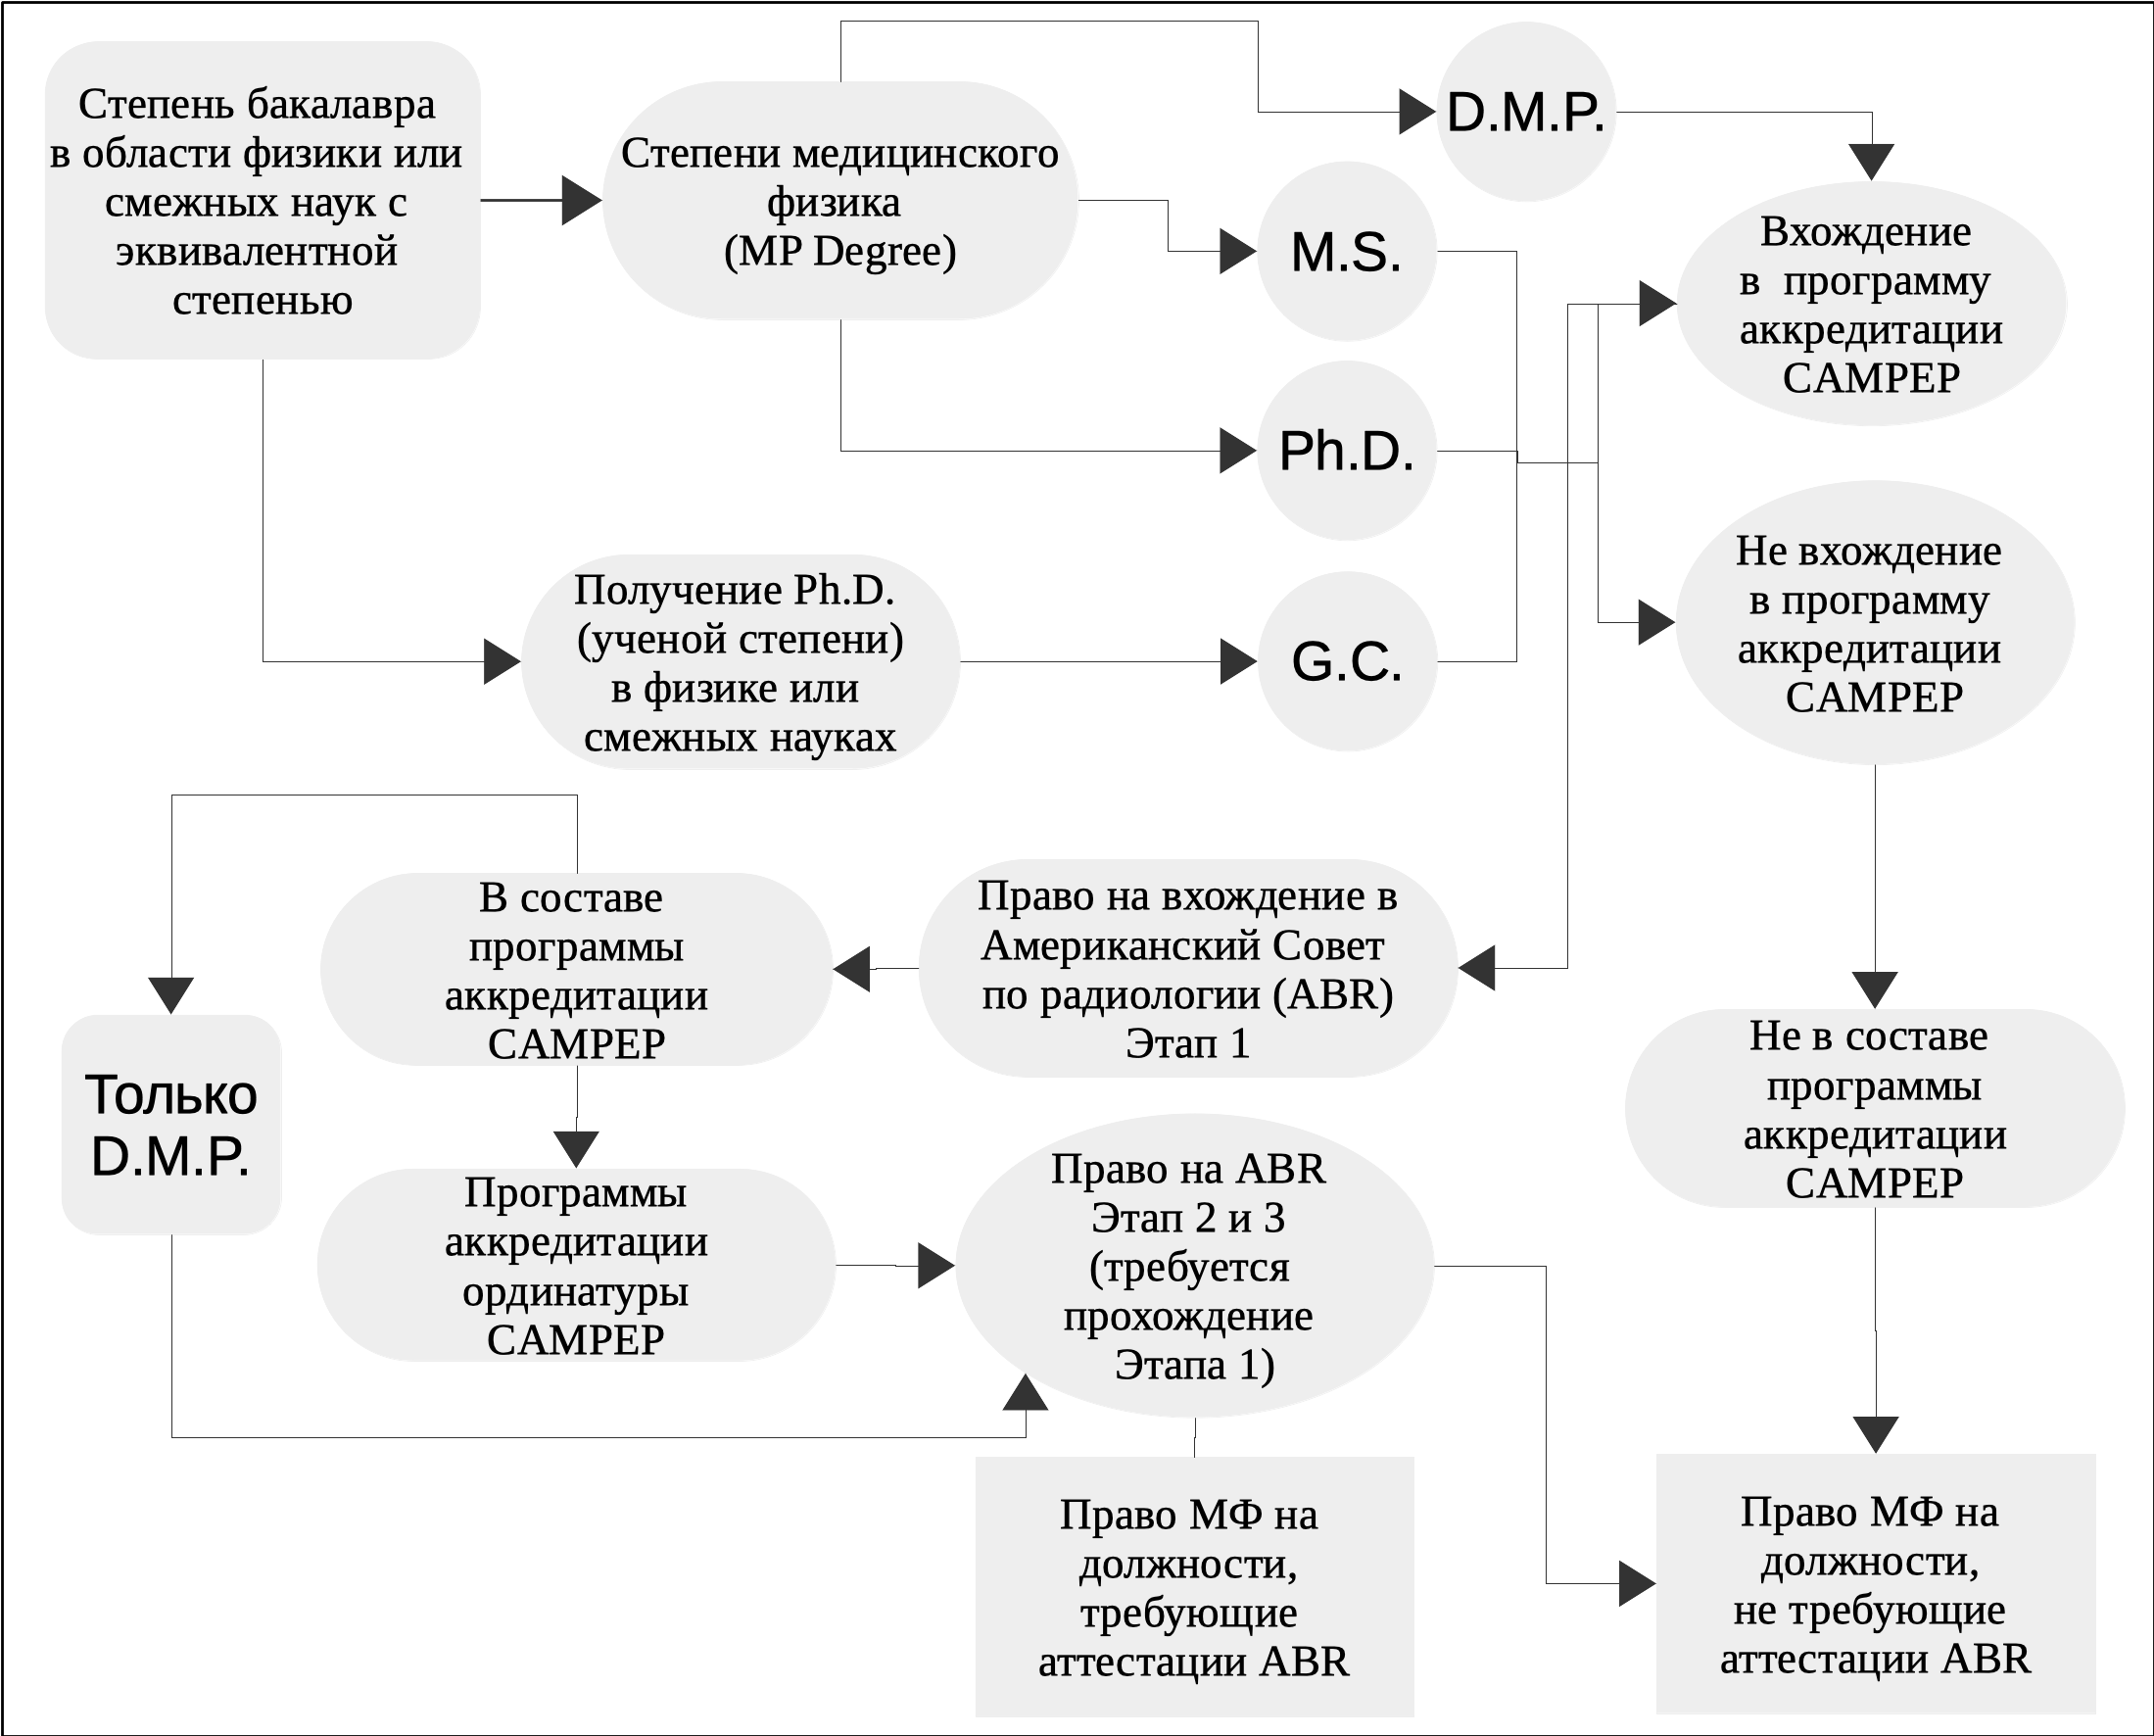 Степень бакалавра
в области физики или
смежных наук с
эквивалентной
степенью
Степени медицинского
физика
(MP Degree)
D.M.P.
M.S.
Ph.D.
G.C.
Вхождение
в программу
аккредитации
CAMPEP
Не вхождение
в программу
аккредитации
CAMPEP
Получение Ph.D.
(ученой степени)
в физике или
смежных науках
В составе
программы
аккредитации
CAMPEP
Право на вхождение в
Американский Совет
по радиологии (ABR)
Этап 1
Не в составе
программы
аккредитации
CAMPEP
Только
D.M.P.
Программы
аккредитации
ординатуры
CAMPEP
Право на ABR
Этап 2 и 3
(требуется
прохождение
Этапа 1)
Право МФ на
должности,
требующие
аттестации ABR
Право МФ на
должности,
не требующие
аттестации ABR